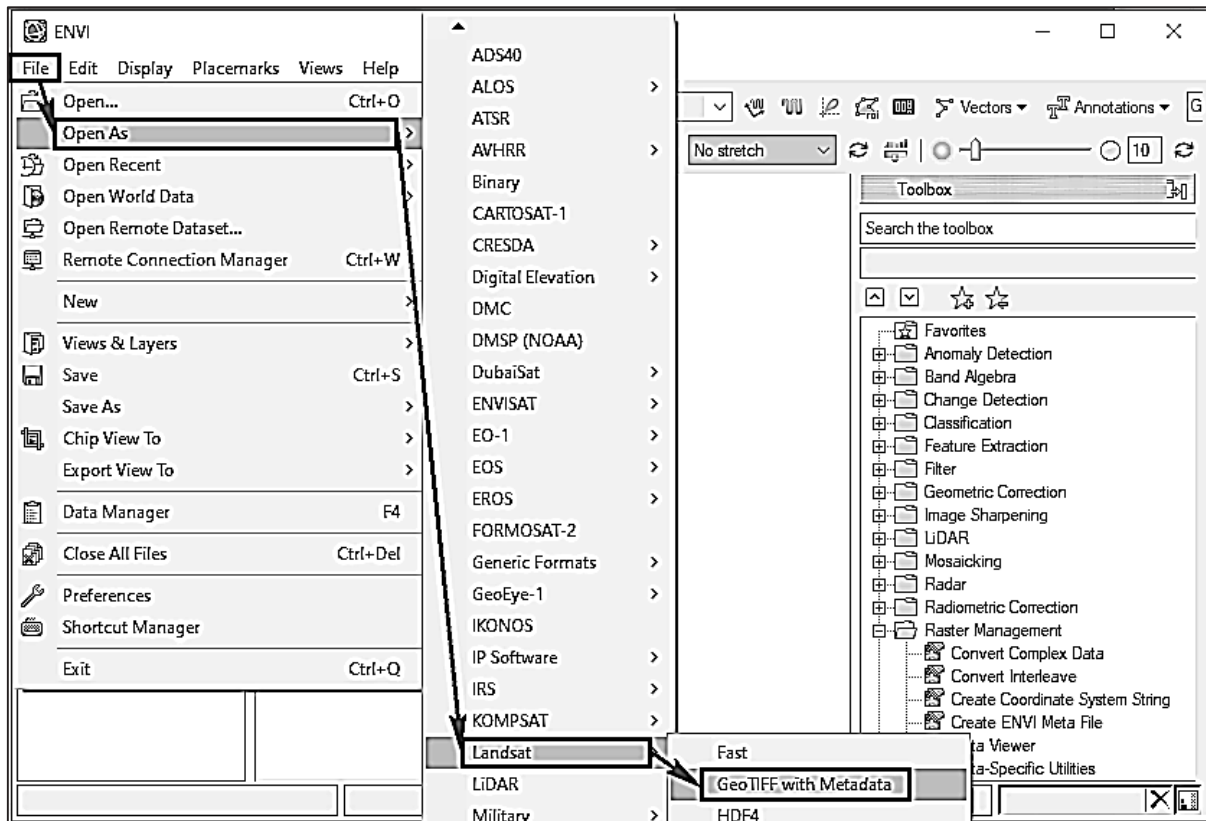 ENVI
File Edit Display Placemarks Views Help
Open... Ctrl+O
Open As
Open Recent
Open World Data
Open Remote Dataset...
Remote Connection Manager Ctrl+W
New
Views & Layers
Save Ctrl+S
Save As
Chip View To
Export View To
Data Manager F4
Close All Files Ctrl+Del
Preferences
Shortcut Manager
Exit Ctrl+Q
ADS40
ALOS
ATSR
AVHRR
Binary
CARTOSAT-1
CRESDA
Digital Elevation
DMC
DMSP (NOAA)
DubaiSat
ENVISAT
EO-1
EOS
EROS
FORMOSAT-2
Generic Formats
GeoEye-1
IKONOS
IP Software
IRS
KOMPSAT
Landsat
LiDAR
Military
Fast
GeoTIFF with Metadata
HDF4
Vectors Annotations G
No stretch 10
Toolbox
Search the toolbox
Favorites
Anomaly Detection
Band Algebra
Change Detection
Classification
Feature Extraction
Filter
Geometric Correction
Image Sharpening
LiDAR
Mosaicking
Radar
Radiometric Correction
Raster Management
Convert Complex Data
Convert Interleave
Create Coordinate System String
Create ENVI Meta File
ta Viewer
ta-Specific Utilities